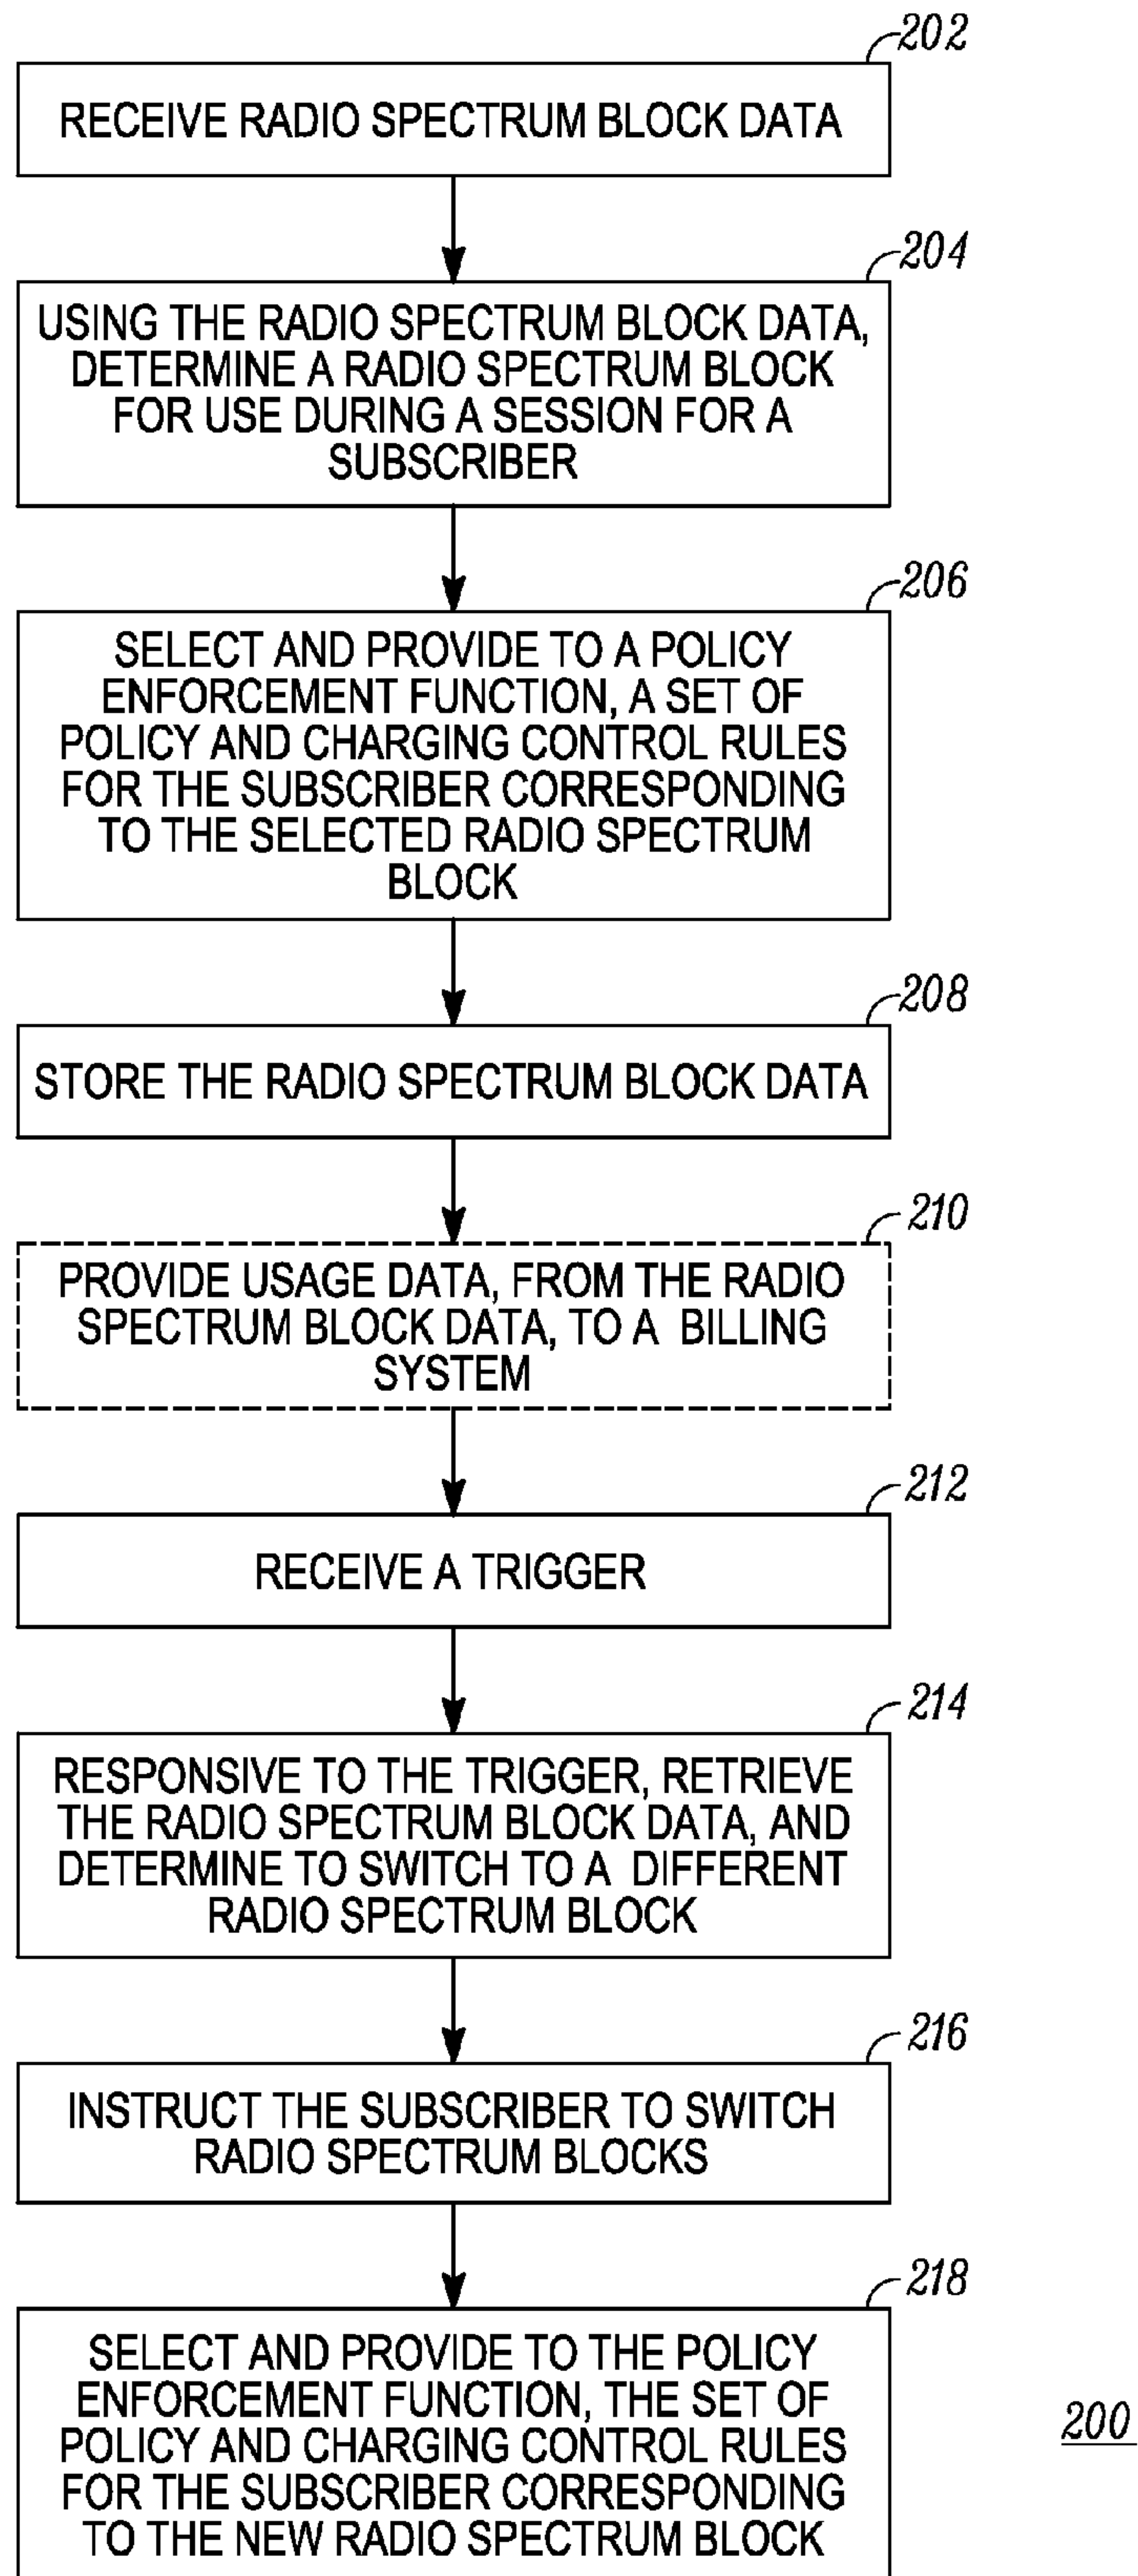 202
RECEIVE RADIO SPECTRUM BLOCK DATA
204
USING THE RADIO SPECTRUM BLOCK DATA,
DETERMINE A RADIO SPECTRUM BLOCK
FOR USE DURING A SESSION FOR A
SUBSCRIBER
206
SELECT AND PROVIDE TO A POLICY
ENFORCEMENT FUNCTION, A SET OF
POLICY AND CHARGING CONTROL RULES
FOR THE SUBSCRIBER CORRESPONDING
TO THE SELECTED RADIO SPECTRUM
BLOCK
208
STORE THE RADIO SPECTRUM BLOCK DATA
210
PROVIDE USAGE DATA, FROM THE RADIO
SPECTRUM BLOCK DATA, TO A BILLING
SYSTEM
212
RECEIVE A TRIGGER
214
RESPONSIVE TO THE TRIGGER, RETRIEVE
THE RADIO SPECTRUM BLOCK DATA, AND
DETERMINE TO SWITCH TO A DIFFERENT
RADIO SPECTRUM BLOCK
216
INSTRUCT THE SUBSCRIBER TO SWITCH
RADIO SPECTRUM BLOCKS
218
SELECT AND PROVIDE TO THE POLICY
ENFORCEMENT FUNCTION, THE SET OF
POLICY AND CHARGING CONTROL RULES
FOR THE SUBSCRIBER CORRESPONDING
TO THE NEW RADIO SPECTRUM BLOCK
200